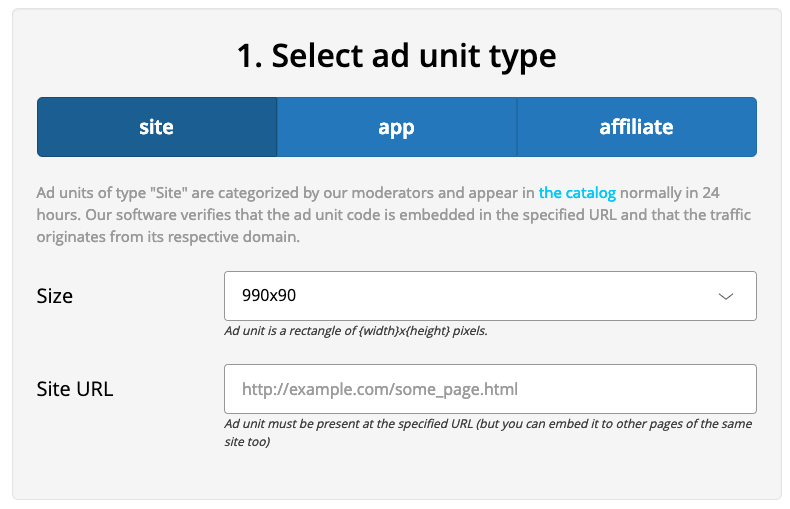 1. Select ad unit type
site
app
affiliate
Ad units of type "Site" are categorized by our moderators and appear in the catalog normally in 24
hours. Our software verifies that the ad unit code is embedded in the specified URL and that the traffic
originates from its respective domain.
Size
990x90
Ad unit is a rectangle of {width}x{height} pixels.
Site URL
http://example.com/some_page.html
Ad unit must be present at the specified URL (but you can embed it to other pages of the same
site too)